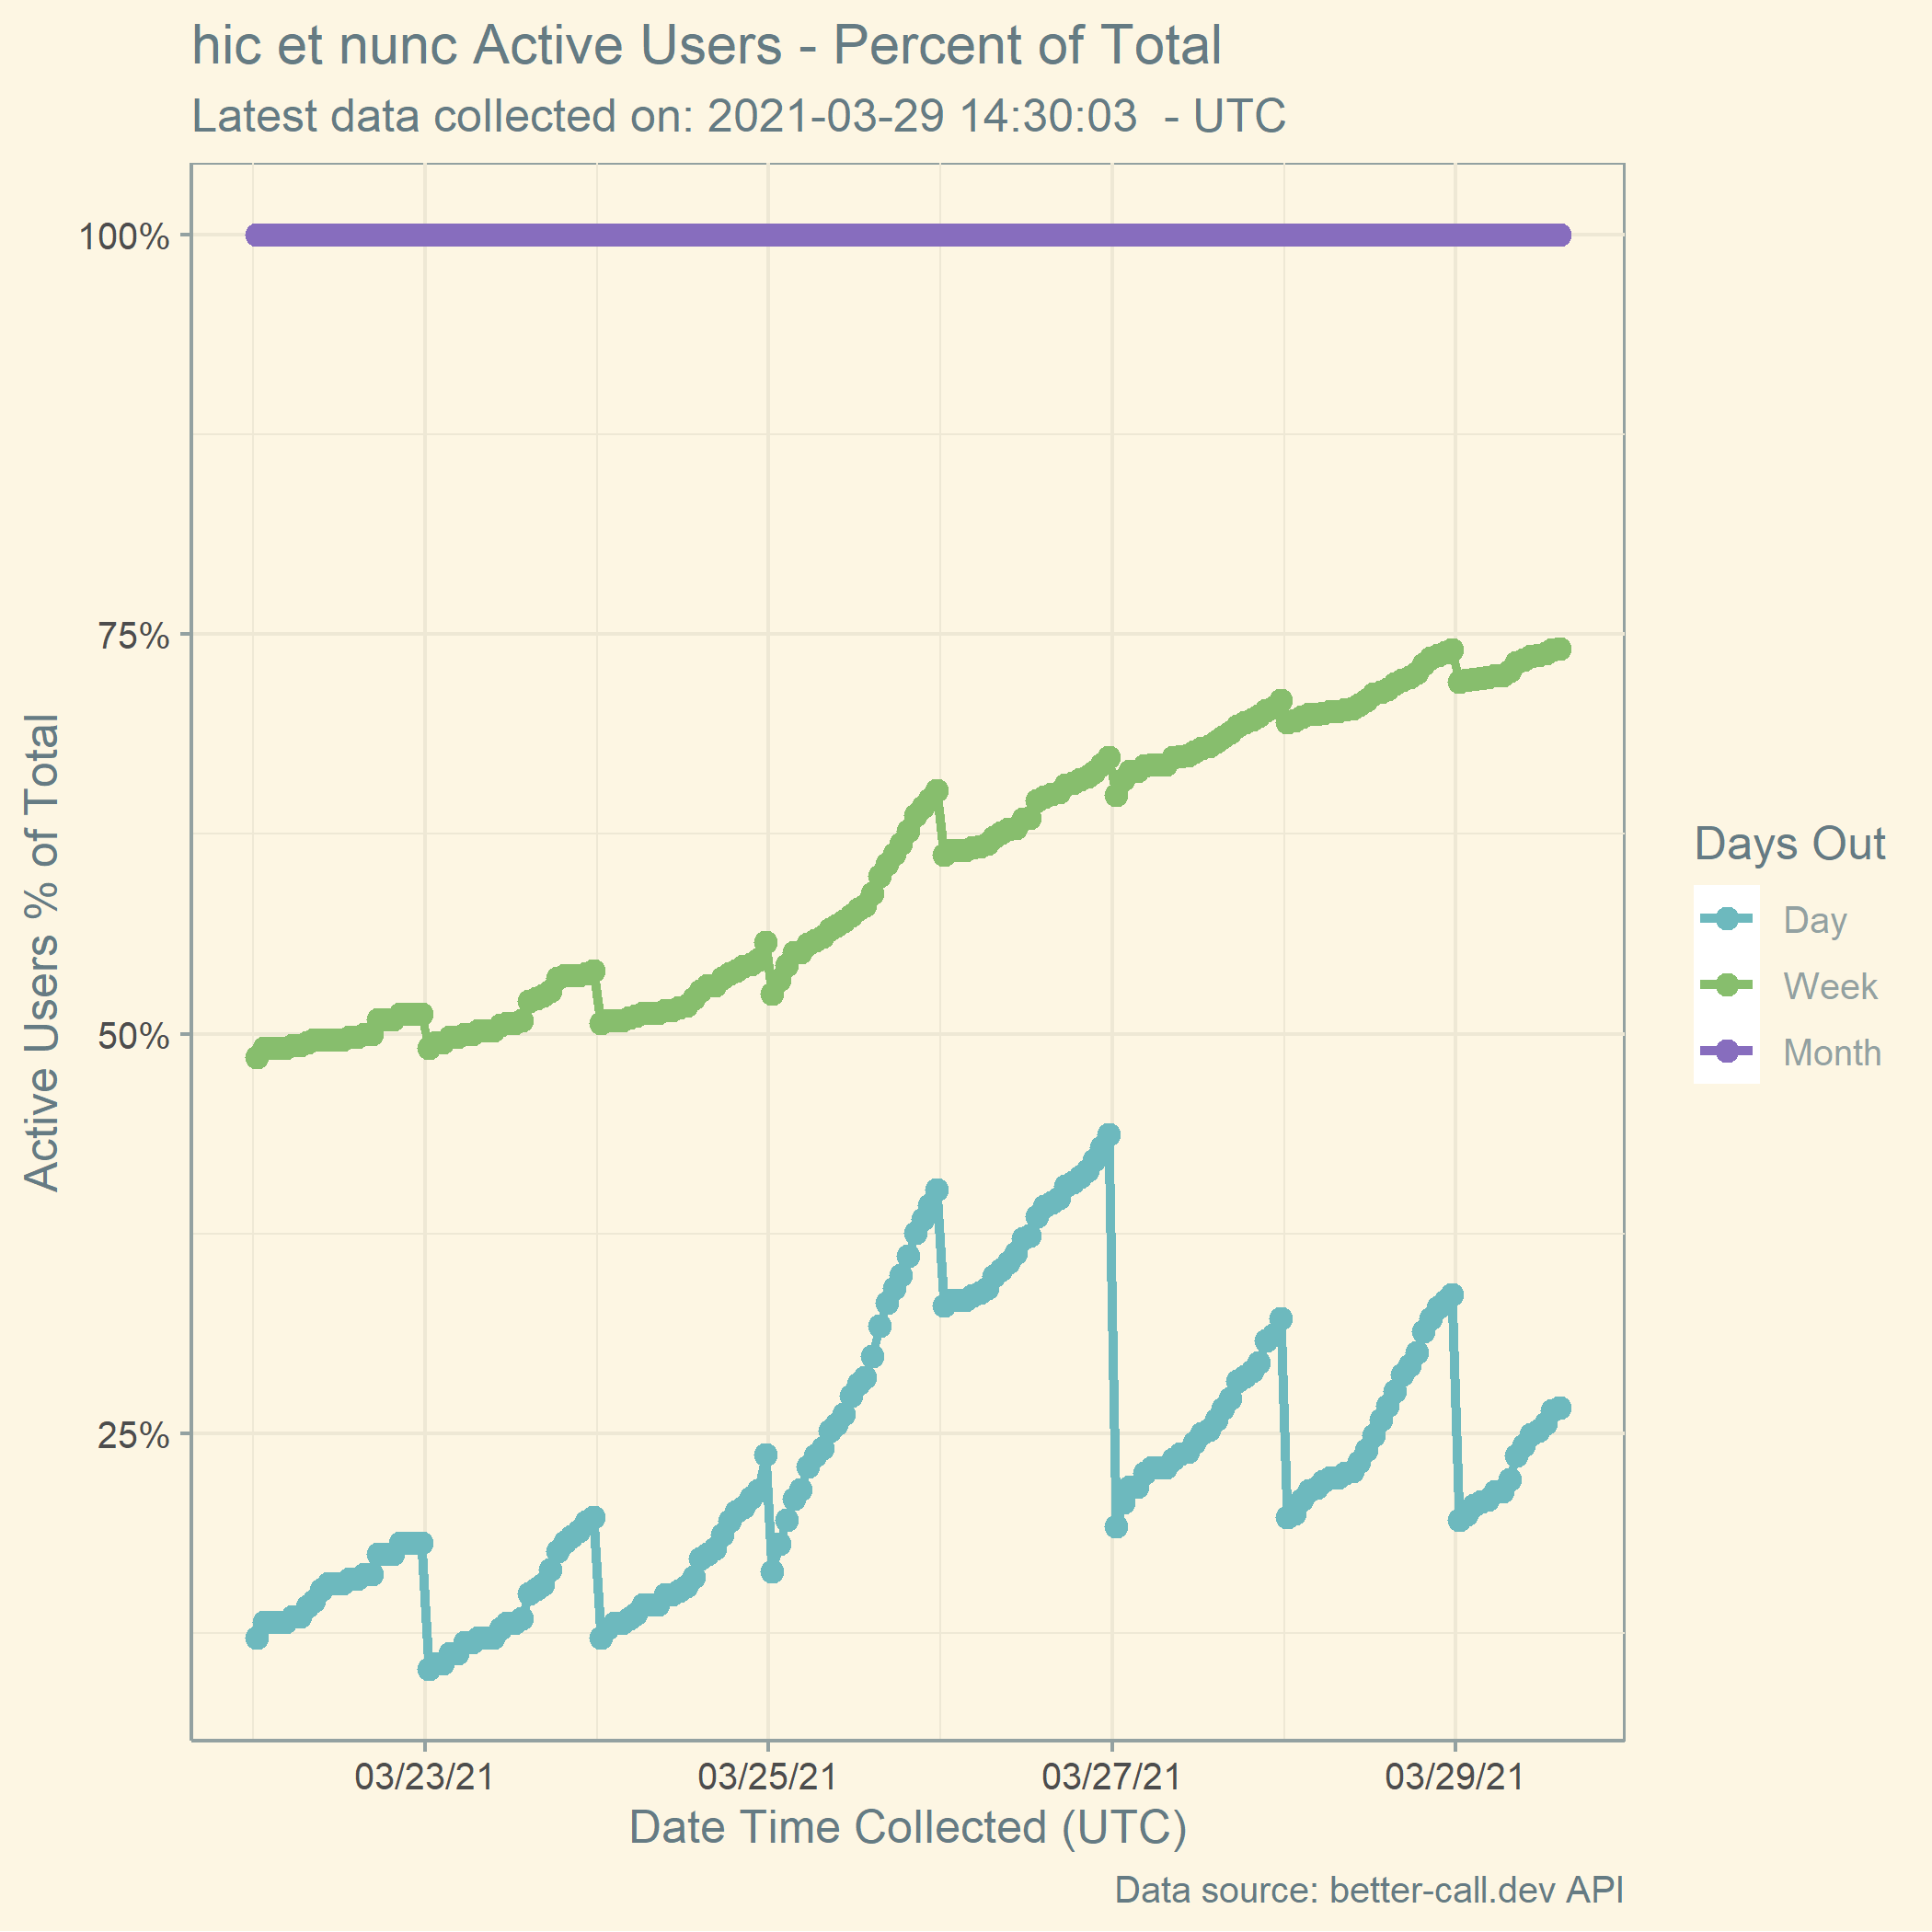 hic et nunc Active Users - Percent of Total
Latest data collected on: 2021-03-29 14:30:03  - UTC
Active Users % of Total
100%
75%
50%
25%
03/23/21
03/25/21
03/27/21
03/29/21
Date Time Collected (UTC)
Days Out
Day
Week
Month
Data source: better-call.dev API